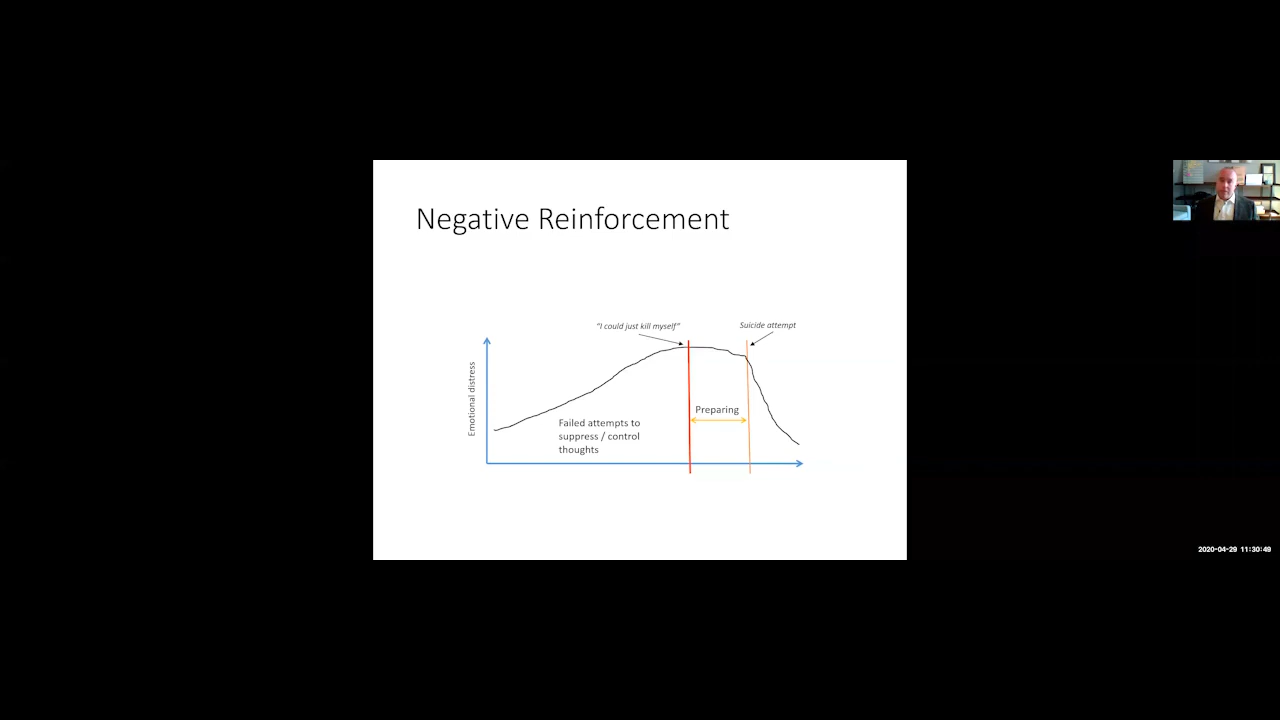 Negative Reinforcement
"I could just kill myself"
Suicide attempt
Emotional distress
Preparing
Failed attempts to
suppress / control
thoughts
2020-04-29 11:30:49